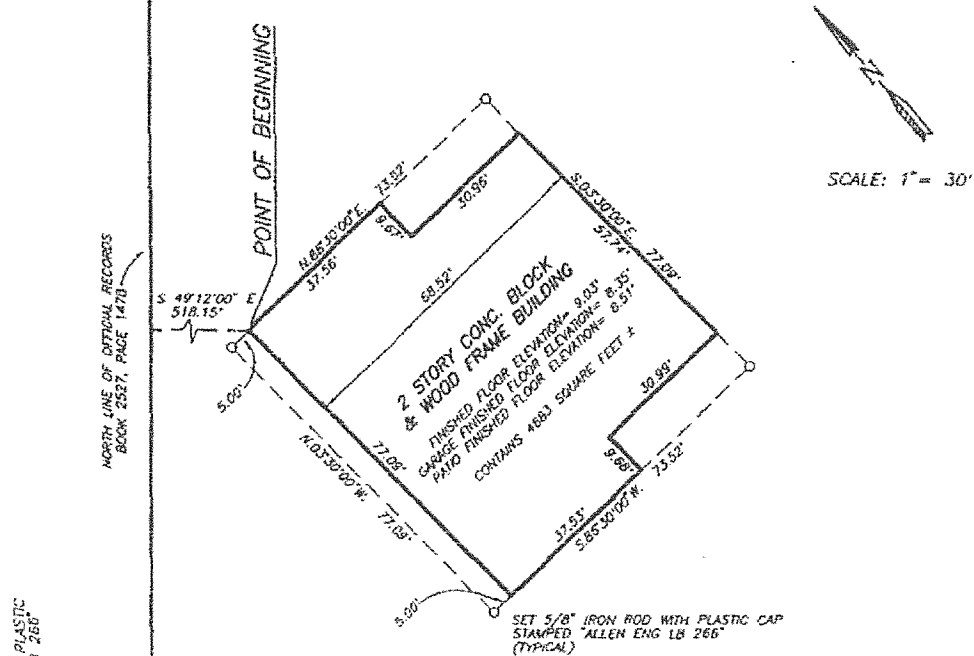 POINT OF BEGINNING
SCALE: 1"= 30'
NORTH LINE OF OFFICIAL RECORDS
BOOK 2527, PAGE 1470
S 49°12'00" E
518.15'
N.85°30'00"E.
73.52'
37.56'
9.67'
30.96'
S.03°30'00"E.
77.09'
57.74'
68.52'
2 STORY CONC. BLOCK
& WOOD FRAME BUILDING
FINISHED FLOOR ELEVATION= 9.03'
GARAGE FINISHED FLOOR ELEVATION= 8.35'
PATIO FINISHED FLOOR ELEVATION= 8.51'
CONTAINS 4683 SQUARE FEET ±
5.00'
77.09'
N.03°30'00"W.
77.09'
30.99'
9.68'
73.52'
37.53'
S.85°30'00"W.
5.00'
SET 5/8" IRON ROD WITH PLASTIC CAP
STAMPED "ALLEN ENG LB 266"
(TYPICAL)
PLASTIC
266"
N